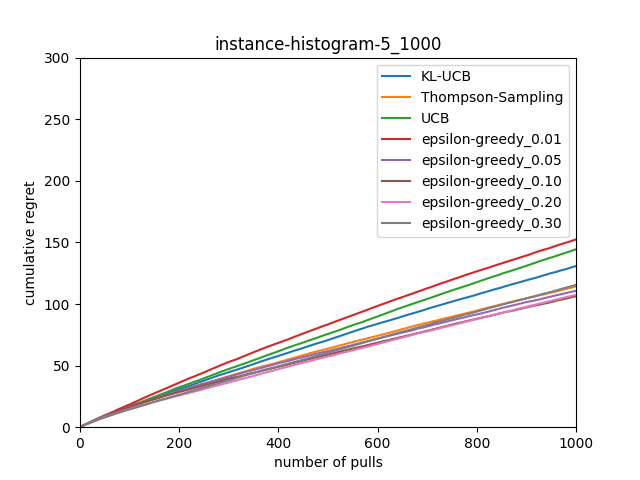 instance-histogram-5_1000
300
250
200
150
100
50
0
cumulative regret
KL-UCB
Thompson-Sampling
UCB
epsilon-greedy_0.01
epsilon-greedy_0.05
epsilon-greedy_0.10
epsilon-greedy_0.20
epsilon-greedy_0.30
0 200 400 600 800 1000
number of pulls